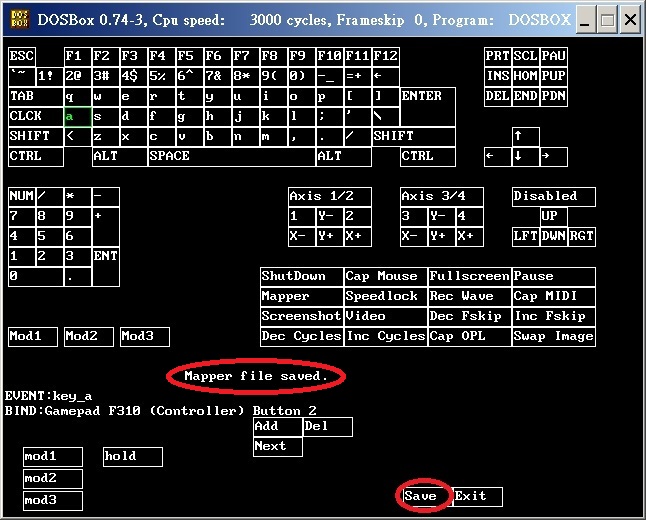 DOSBox 0.74-3, Cpu speed: 3000 cycles, Frameskip 0, Program: DOSBOX
ESC F1 F2 F3 F4 F5 F6 F7 F8 F9 F10 F11 F12 PRT SCL PAU
`~ 1! 2@ 3# 4$ 5% 6^ 7& 8* 9( 0) -_ =+ ← INS HOM PUP
TAB q w e r t y u i o p [ ] ENTER DEL END PDN
CLCK a s d f g h j k l ; ' \
SHIFT < z x c v b n m , . / SHIFT ↑
CTRL ALT SPACE ALT CTRL ← ↓ →
NUM / * - Axis 1/2 Axis 3/4 Disabled
7 8 9 + 1 Y- 2 3 Y- 4 UP
4 5 6 X- Y+ X+ X- Y+ X+ LFT DWN RGT
1 2 3 ENT
0 .
ShutDown Cap Mouse Fullscreen Pause
Mapper Speedlock Rec Wave Cap MIDI
Screenshot Video Dec Fskip Inc Fskip
Mod1 Mod2 Mod3 Dec Cycles Inc Cycles Cap OPL Swap Image
Mapper file saved.
EVENT:key_a
BIND:Gamepad F310 (Controller) Button 2
Add Del
Next
mod1 hold
mod2
mod3
Save Exit